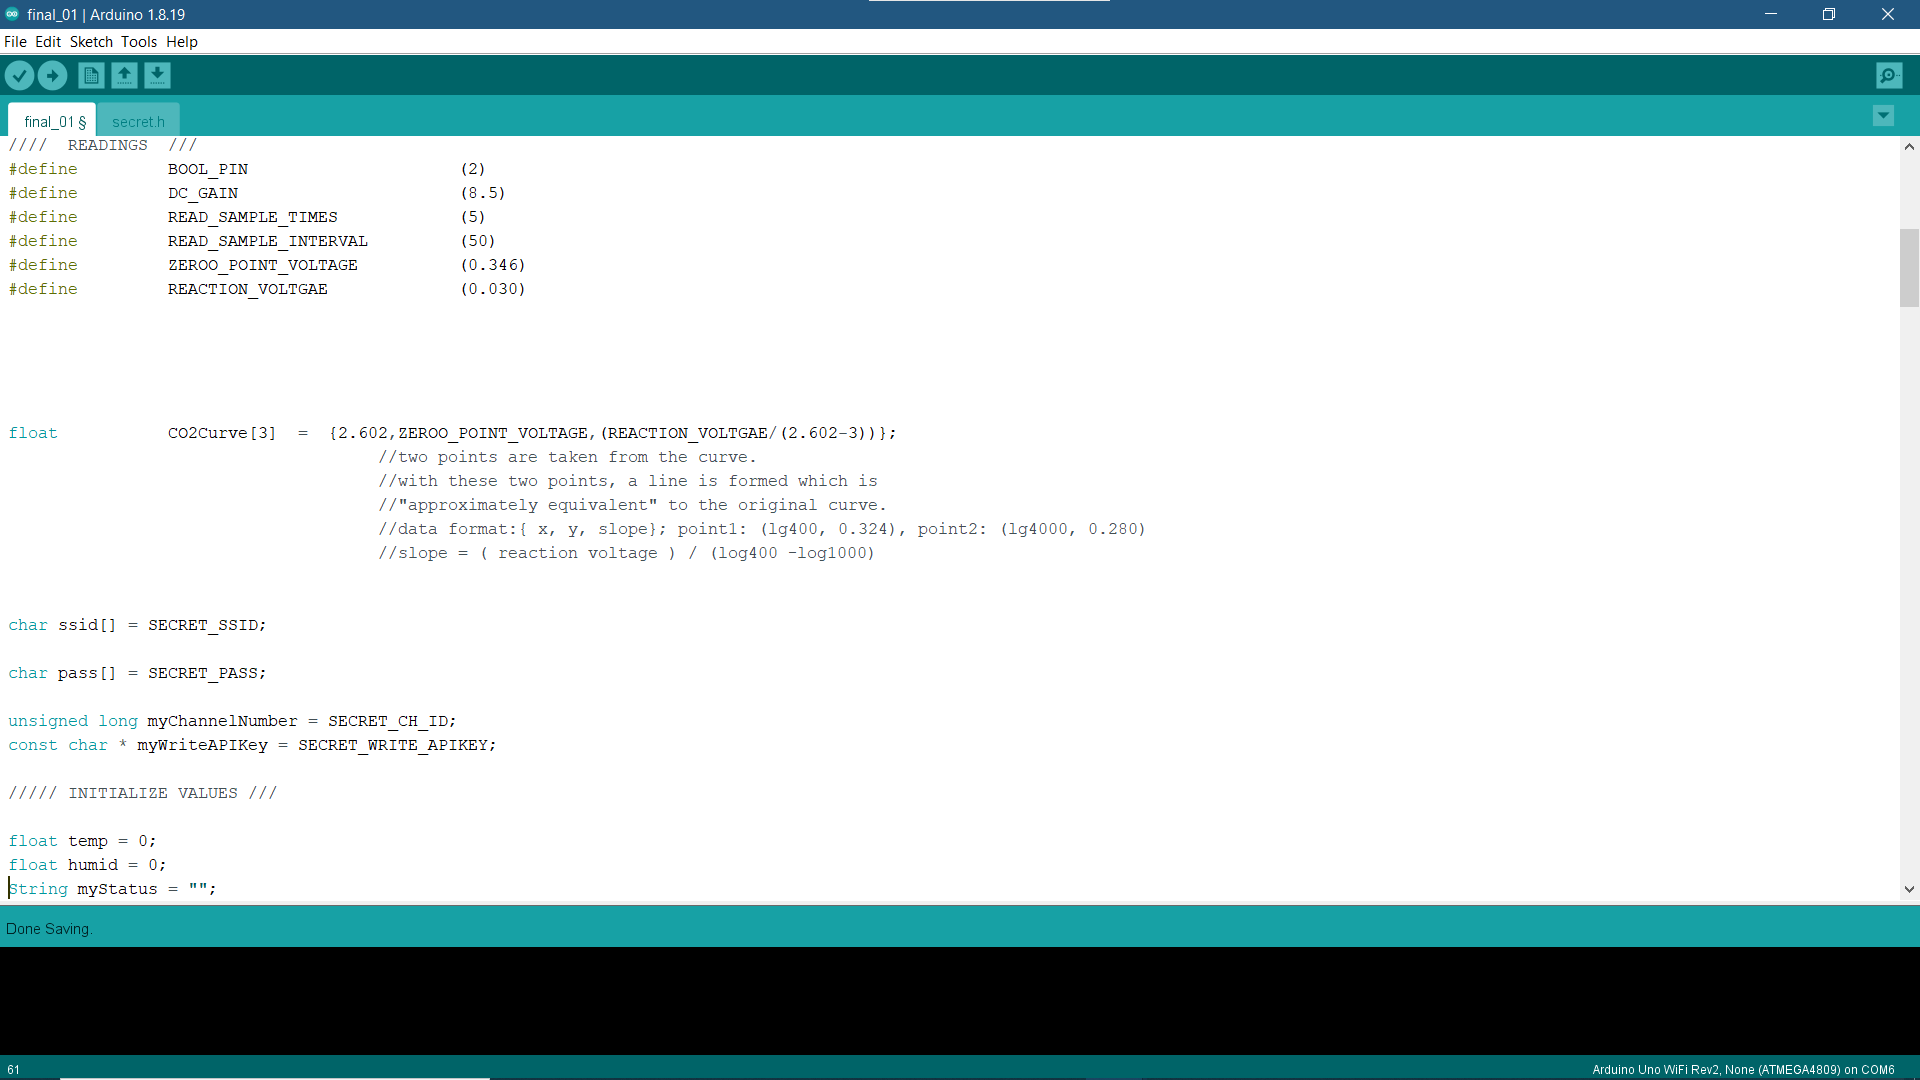 final_01 | Arduino 1.8.19
File Edit Sketch Tools Help
final_01 § secret.h
//// READINGS ///
#define BOOL_PIN (2)
#define DC_GAIN (8.5)
#define READ_SAMPLE_TIMES (5)
#define READ_SAMPLE_INTERVAL (50)
#define ZEROO_POINT_VOLTAGE (0.346)
#define REACTION_VOLTGAE (0.030)
float CO2Curve[3] = {2.602,ZEROO_POINT_VOLTAGE,(REACTION_VOLTGAE/(2.602-3))};
//two points are taken from the curve.
//with these two points, a line is formed which is
//"approximately equivalent" to the original curve.
//data format:{ x, y, slope}; point1: (lg400, 0.324), point2: (lg4000, 0.280)
//slope = ( reaction voltage ) / (log400 -log1000)
char ssid[] = SECRET_SSID;
char pass[] = SECRET_PASS;
unsigned long myChannelNumber = SECRET_CH_ID;
const char * myWriteAPIKey = SECRET_WRITE_APIKEY;
///// INITIALIZE VALUES ///
float temp = 0;
float humid = 0;
String myStatus = "";
Done Saving.
61 Arduino Uno WiFi Rev2, None (ATMEGA4809) on COM6